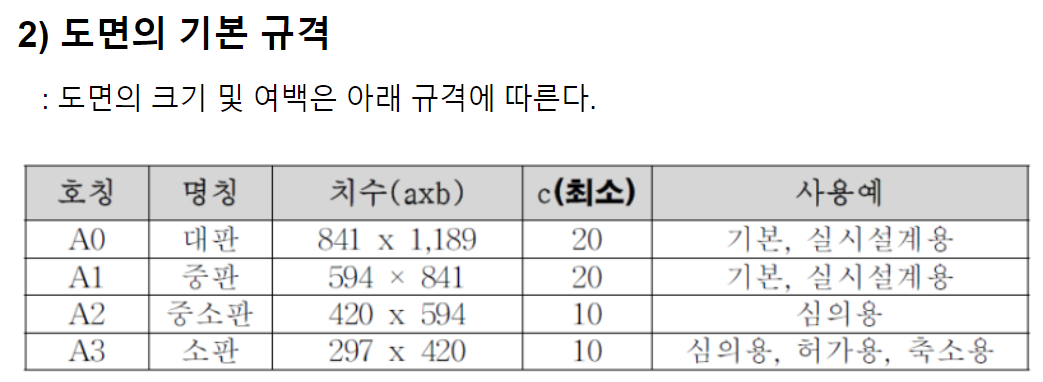 2) 도면의 기본 규격
: 도면의 크기 및 여백은 아래 규격에 따른다.
호칭 명칭 치수(axb) c(최소) 사용예
A0 대판 841 x 1,189 20 기본, 실시설계용
A1 중판 594 × 841 20 기본, 실시설계용
A2 중소판 420 x 594 10 심의용
A3 소판 297 x 420 10 심의용, 허가용, 축소용